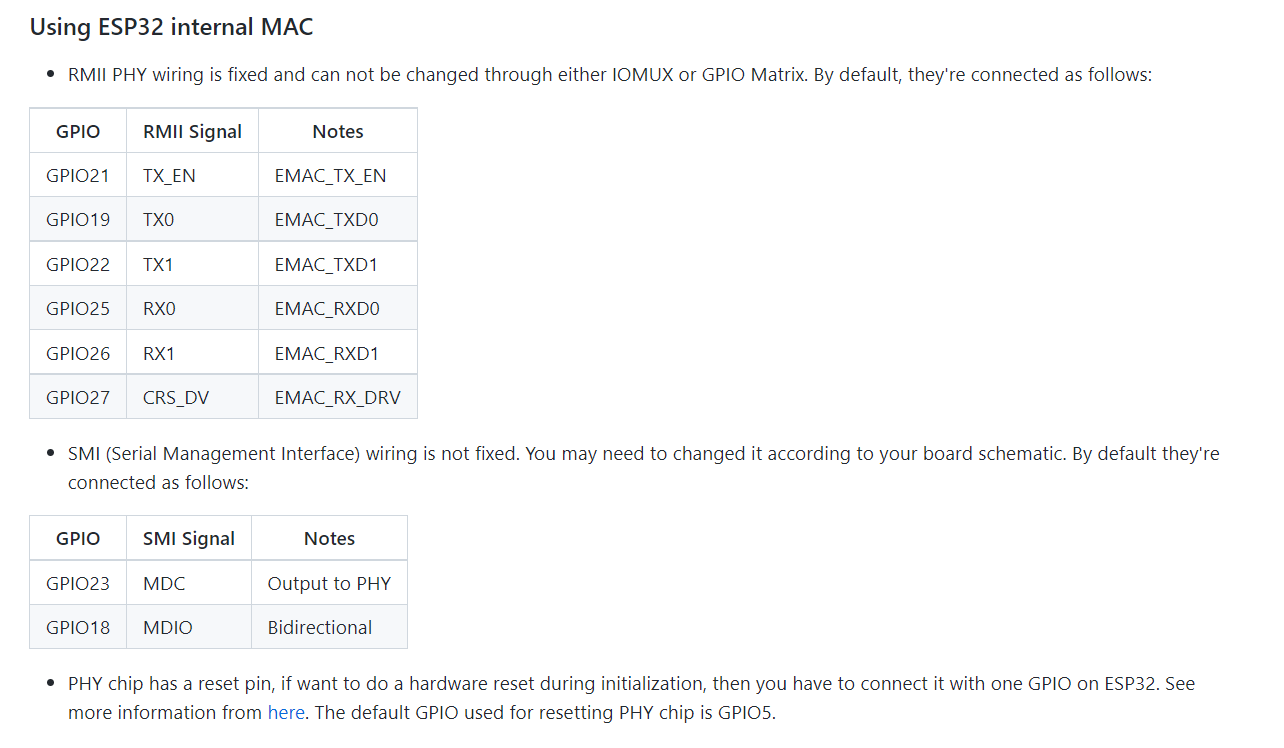 Using ESP32 internal MAC
• RMII PHY wiring is fixed and can not be changed through either IOMUX or GPIO Matrix. By default, they're connected as follows:
GPIO RMII Signal Notes
GPIO21 TX_EN EMAC_TX_EN
GPIO19 TX0 EMAC_TXD0
GPIO22 TX1 EMAC_TXD1
GPIO25 RX0 EMAC_RXD0
GPIO26 RX1 EMAC_RXD1
GPIO27 CRS_DV EMAC_RX_DRV
• SMI (Serial Management Interface) wiring is not fixed. You may need to changed it according to your board schematic. By default they're
connected as follows:
GPIO SMI Signal Notes
GPIO23 MDC Output to PHY
GPIO18 MDIO Bidirectional
• PHY chip has a reset pin, if want to do a hardware reset during initialization, then you have to connect it with one GPIO on ESP32. See
more information from here. The default GPIO used for resetting PHY chip is GPIO5.